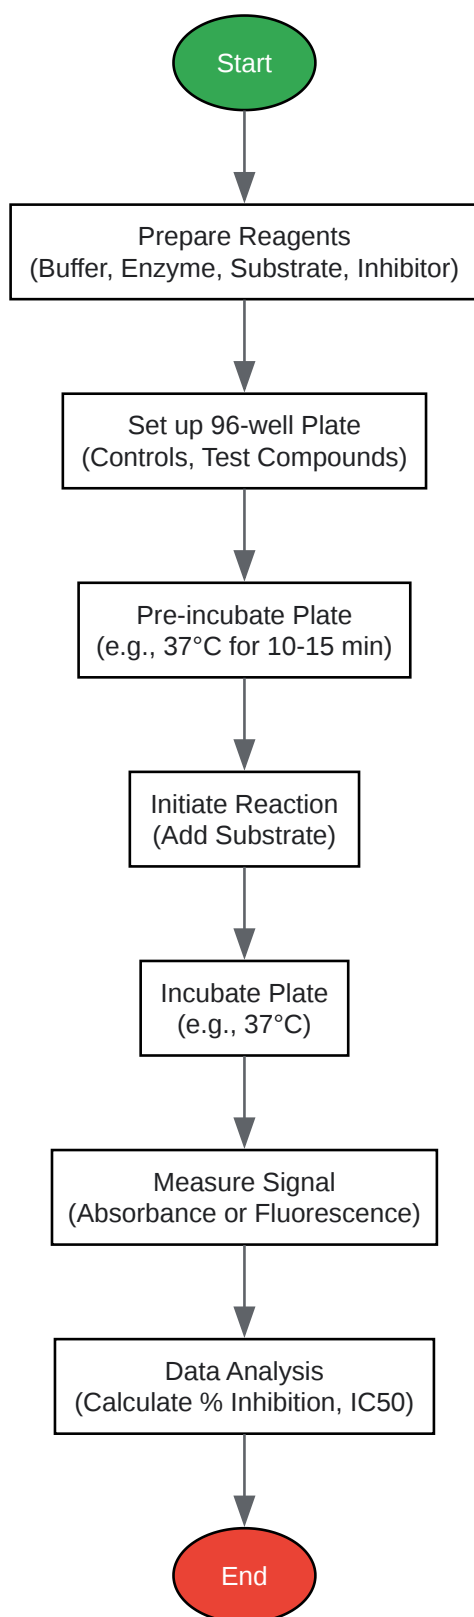 Start
Prepare Reagents
(Buffer, Enzyme, Substrate, Inhibitor)
Set up 96-well Plate
(Controls, Test Compounds)
Pre-incubate Plate
(e.g., 37°C for 10-15 min)
Initiate Reaction
(Add Substrate)
Incubate Plate
(e.g., 37°C)
Measure Signal
(Absorbance or Fluorescence)
Data Analysis
(Calculate % Inhibition, IC50)
End